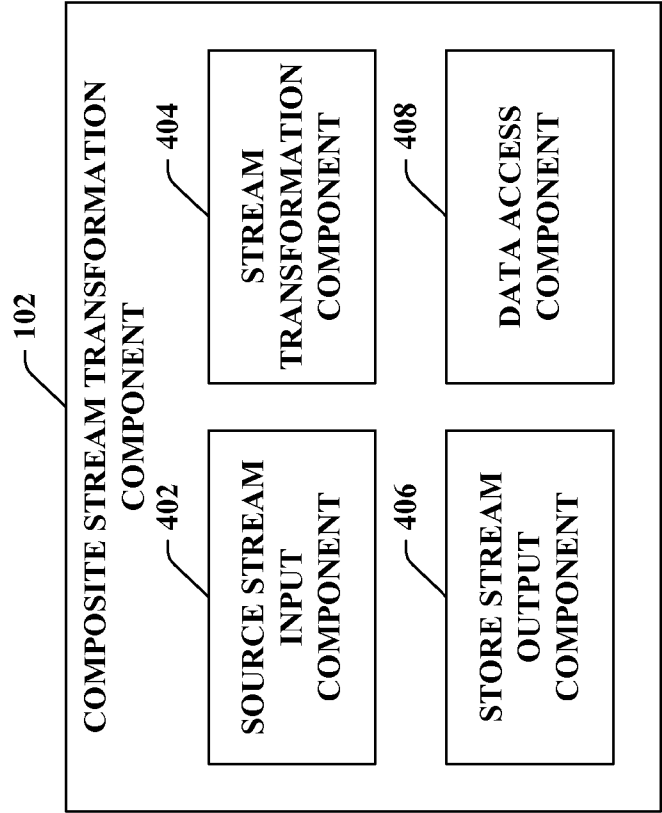 102
COMPOSITE STREAM TRANSFORMATION
COMPONENT
402
SOURCE STREAM
INPUT
COMPONENT
404
STREAM
TRANSFORMATION
COMPONENT
406
STORE STREAM
OUTPUT
COMPONENT
408
DATA ACCESS
COMPONENT